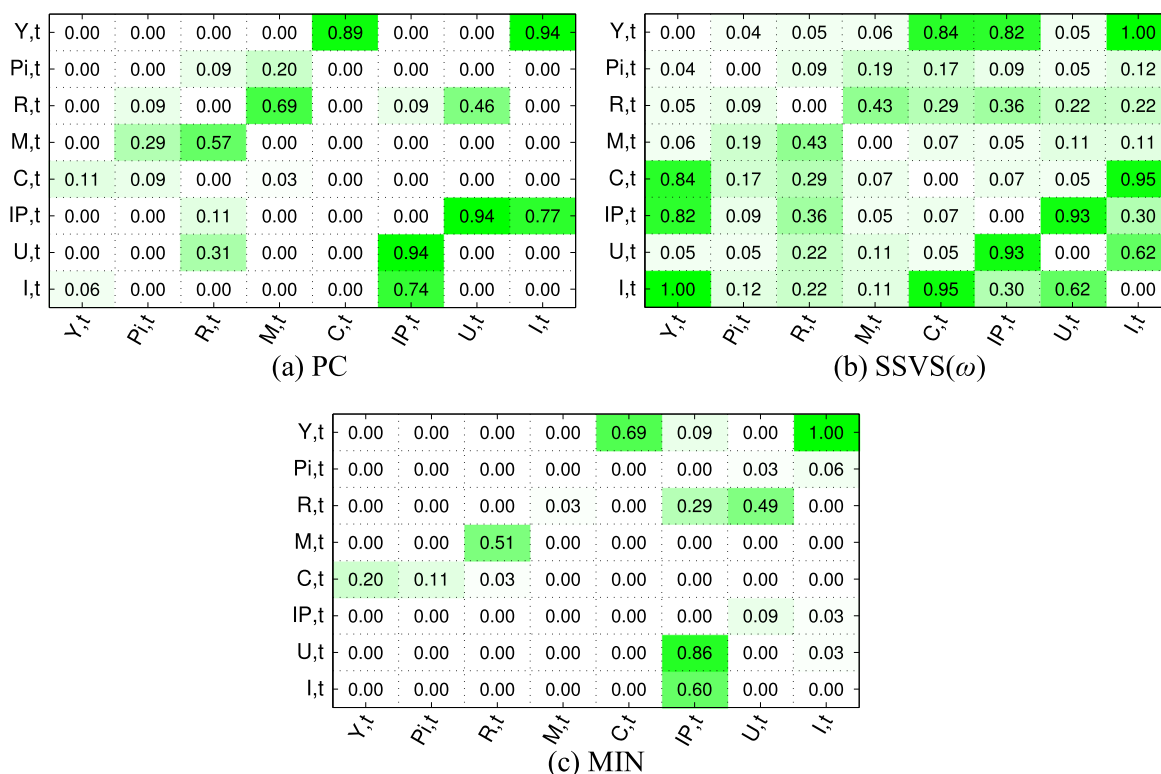 Y,t 0.00 0.00 0.00 0.00 0.89 0.00 0.00 0.94
Pi,t 0.00 0.00 0.09 0.20 0.00 0.00 0.00 0.00
R,t 0.00 0.09 0.00 0.69 0.00 0.09 0.46 0.00
M,t 0.00 0.29 0.57 0.00 0.00 0.00 0.00 0.00
C,t 0.11 0.09 0.00 0.03 0.00 0.00 0.00 0.00
IP,t 0.00 0.00 0.11 0.00 0.00 0.00 0.94 0.77
U,t 0.00 0.00 0.31 0.00 0.00 0.94 0.00 0.00
I,t 0.06 0.00 0.00 0.00 0.00 0.74 0.00 0.00
Y,t Pi,t R,t M,t C,t IP,t U,t I,t
(a) PC
Y,t 0.00 0.04 0.05 0.06 0.84 0.82 0.05 1.00
Pi,t 0.04 0.00 0.09 0.19 0.17 0.09 0.05 0.12
R,t 0.05 0.09 0.00 0.43 0.29 0.36 0.22 0.22
M,t 0.06 0.19 0.43 0.00 0.07 0.05 0.11 0.11
C,t 0.84 0.17 0.29 0.07 0.00 0.07 0.05 0.95
IP,t 0.82 0.09 0.36 0.05 0.07 0.00 0.93 0.30
U,t 0.05 0.05 0.22 0.11 0.05 0.93 0.00 0.62
I,t 1.00 0.12 0.22 0.11 0.95 0.30 0.62 0.00
Y,t Pi,t R,t M,t C,t IP,t U,t I,t
(b) SSVS(ω)
Y,t 0.00 0.00 0.00 0.00 0.69 0.09 0.00 1.00
Pi,t 0.00 0.00 0.00 0.00 0.00 0.00 0.03 0.06
R,t 0.00 0.00 0.00 0.03 0.00 0.29 0.49 0.00
M,t 0.00 0.00 0.51 0.00 0.00 0.00 0.00 0.00
C,t 0.20 0.11 0.03 0.00 0.00 0.00 0.00 0.00
IP,t 0.00 0.00 0.00 0.00 0.00 0.00 0.09 0.03
U,t 0.00 0.00 0.00 0.00 0.00 0.86 0.00 0.03
I,t 0.00 0.00 0.00 0.00 0.00 0.60 0.00 0.00
Y,t Pi,t R,t M,t C,t IP,t U,t I,t
(c) MIN